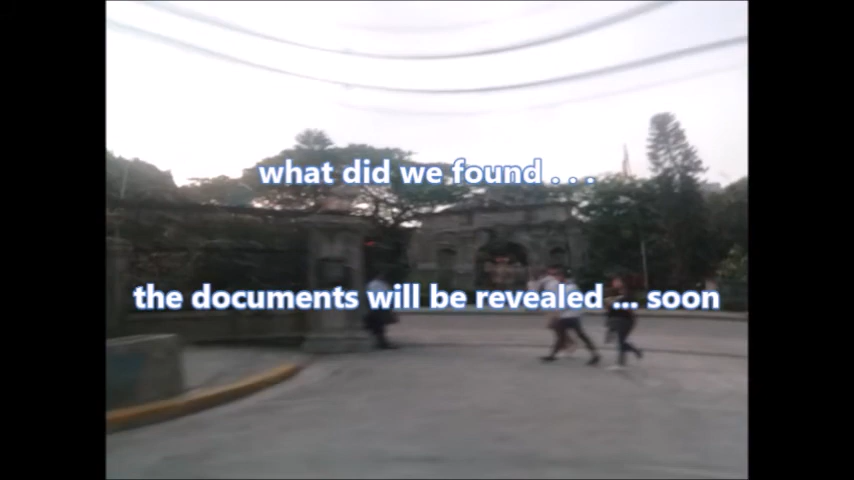 what did we found . . .
the documents will be revealed ... soon